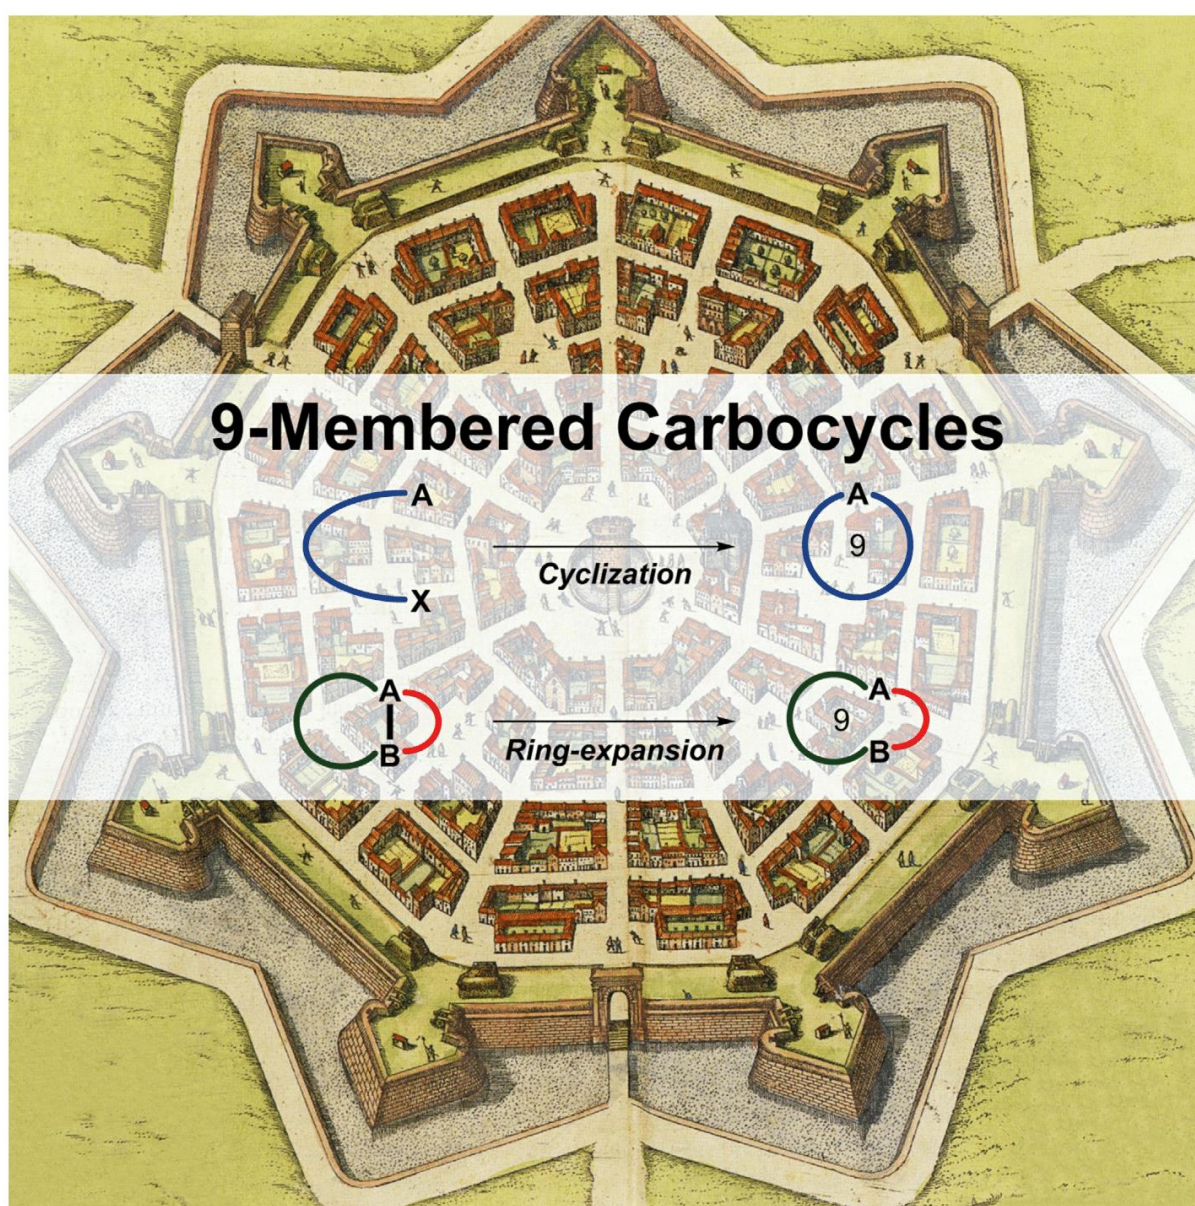 9-Membered Carbocycles
A
X
Cyclization
A
9
A
B
Ring-expansion
A
9
B